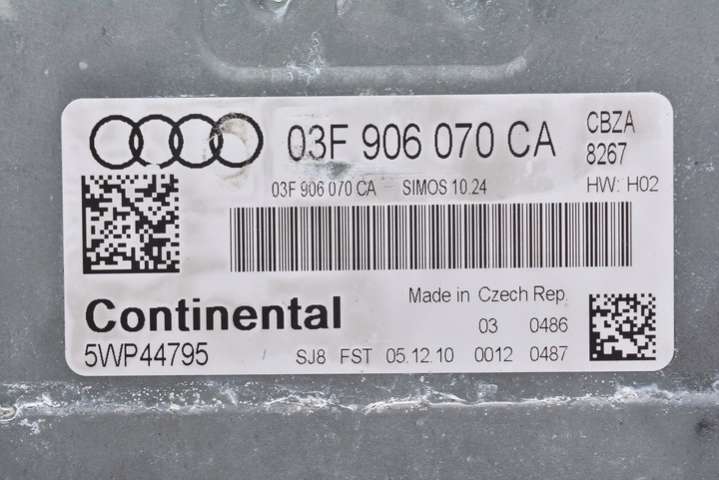 03F 906 070 CA
CBZA
8267
03F 906 070 CA SIMOS 10.24
HW: H02
Continental
5WP44795
Made in Czech Rep.
03 0486
SJ8 FST 05.12.10 0012 0487